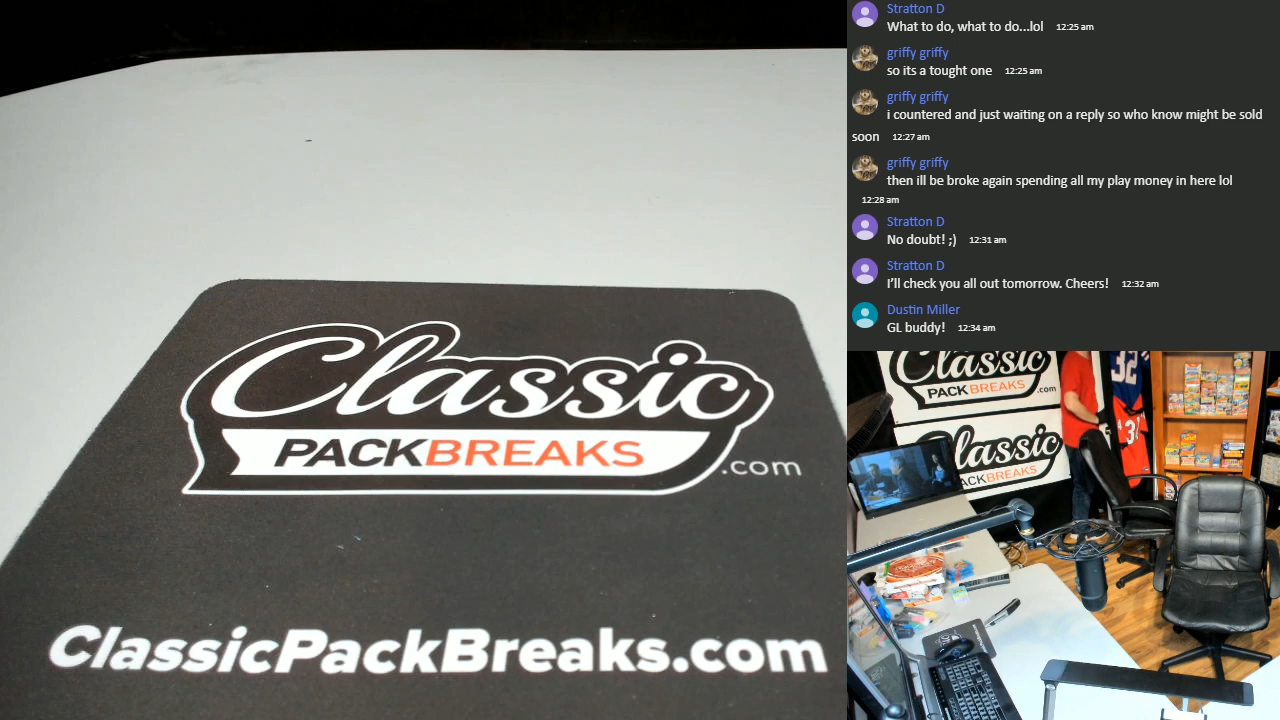 Stratton D
What to do, what to do...lol 12:25 am
griffy griffy
so its a tought one 12:25 am
griffy griffy
i countered and just waiting on a reply so who know might be sold
soon 12:27 am
griffy griffy
then ill be broke again spending all my play money in here lol
12:28 am
Stratton D
No doubt! ;) 12:31 am
Stratton D
I'll check you all out tomorrow. Cheers! 12:32 am
Dustin Miller
GL buddy! 12:34 am
Classic
PACKBREAKS
.com
ClassicPackBreaks.com
Classic
PACKBREAKS.com
Classic
ACKBREAKS
32